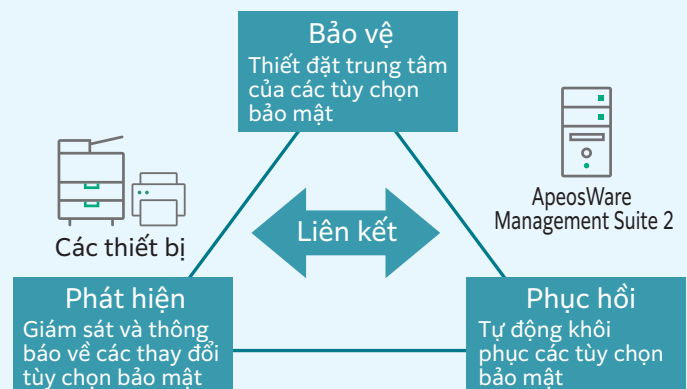 Bảo vệ
Thiết đặt trung tâm
của các tùy chọn
bảo mật
Các thiết bị
Liên kết
ApeosWare
Management Suite 2
Phát hiện
Giám sát và thông
báo về các thay đổi
tùy chọn bảo mật
Phục hồi
Tự động khôi
phục các tùy chọn
bảo mật